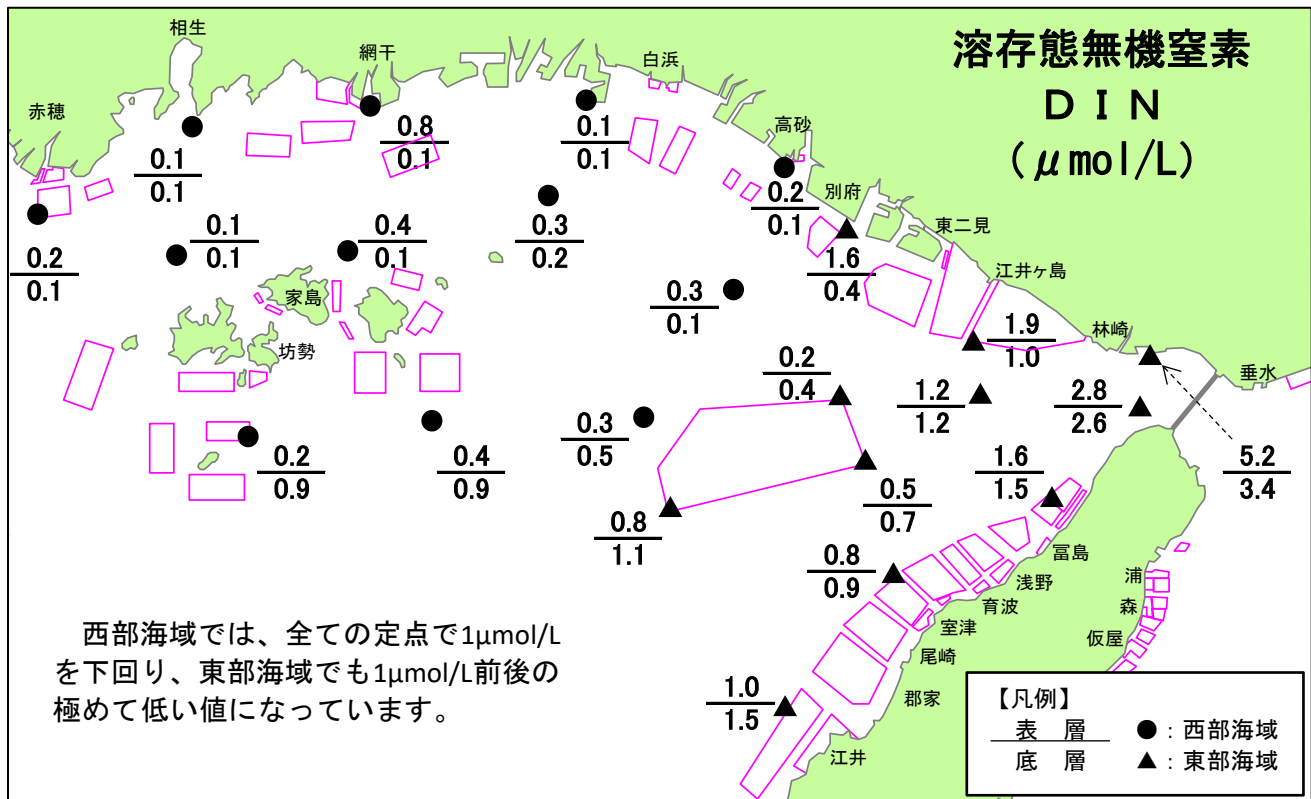 溶存態無機窒素
ＤＩＮ
(μmol/L)
相生
網干
白浜
赤穂
高砂
別府
東二見
江井ヶ島
林崎
垂水
家島
坊勢
冨島
浅野
育波
室津
尾崎
郡家
江井
浦
森
仮屋
0.1
0.1
0.8
0.1
0.1
0.1
0.2
0.1
0.2
0.1
0.1
0.1
0.4
0.1
0.3
0.2
1.6
0.4
0.3
0.1
1.9
1.0
0.2
0.4
1.2
1.2
2.8
2.6
0.3
0.5
0.2
0.9
0.4
0.9
1.6
1.5
5.2
3.4
0.5
0.7
0.8
1.1
0.8
0.9
1.0
1.5
西部海域では、全ての定点で1μmol/L
を下回り、東部海域でも1μmol/L前後の
極めて低い値になっています。
【凡例】
表 層
底 層
●：西部海域
▲：東部海域